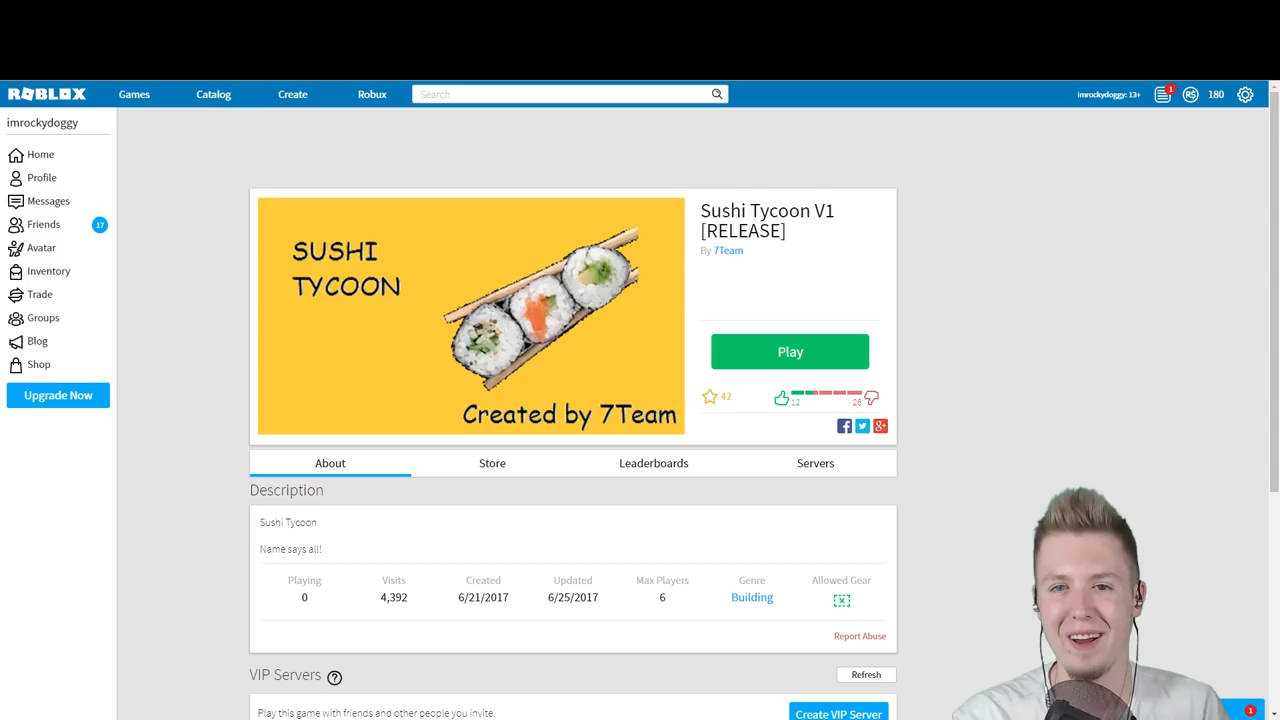 ROBLOX Games Catalog Create Robux Search imrockydoggy: 13+ 1 R$ 180
imrockydoggy
Home
Profile
Messages
Friends 17
Avatar
Inventory
Trade
Groups
Blog
Shop
Upgrade Now
SUSHI
TYCOON
Created by 7Team
Sushi Tycoon V1
[RELEASE]
By 7Team
Play
42 12 26
About Store Leaderboards Servers
Description
Sushi Tycoon
Name says all!
Playing Visits Created Updated Max Players Genre Allowed Gear
0 4,392 6/21/2017 6/25/2017 6 Building
Report Abuse
VIP Servers ? Refresh
Play this game with friends and other people you invite. Create VIP Server
1